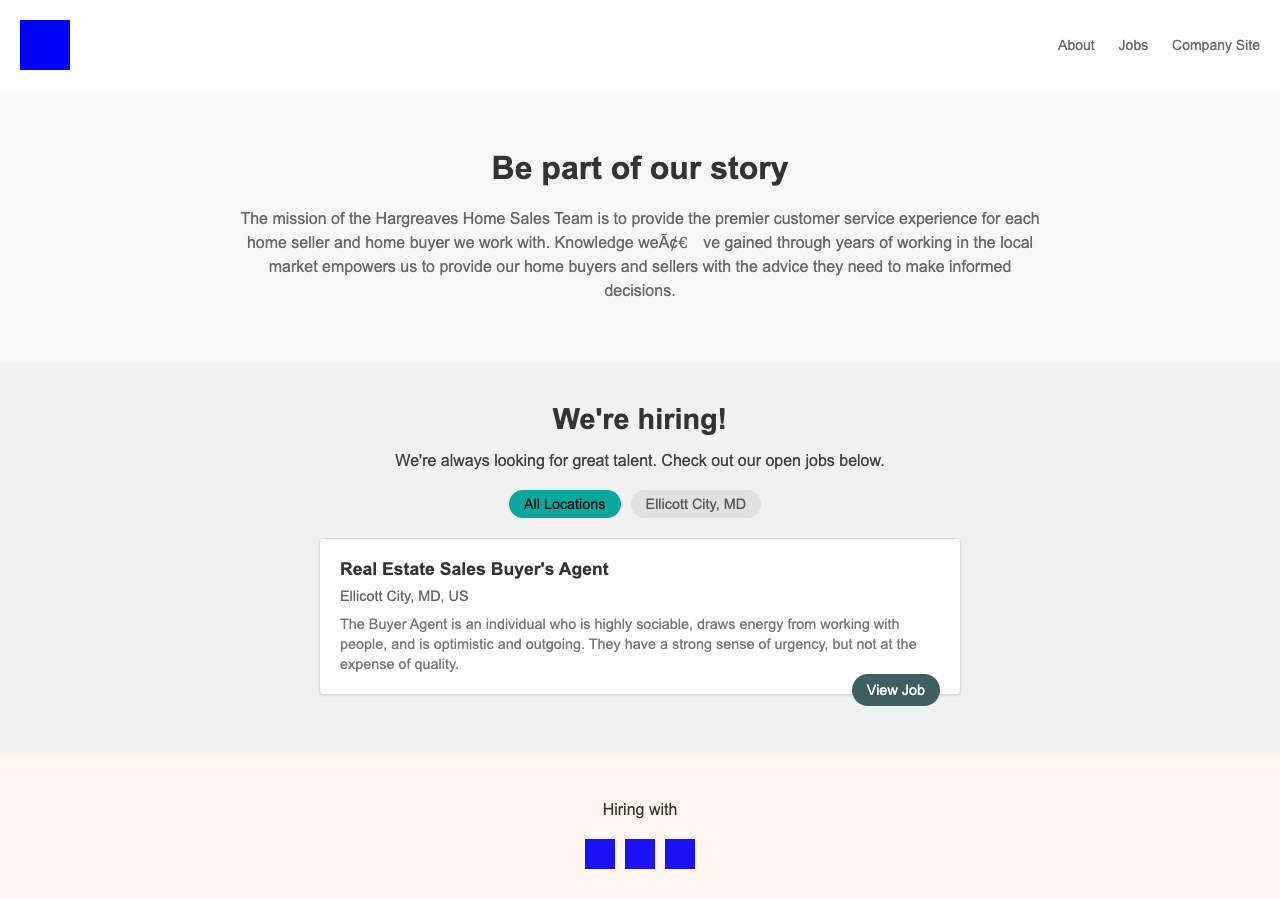 About Jobs Company Site
Be part of our story
The mission of the Hargreaves Home Sales Team is to provide the premier customer service experience for each
home seller and home buyer we work with. Knowledge weÃ¢€ ve gained through years of working in the local
market empowers us to provide our home buyers and sellers with the advice they need to make informed
decisions.
We're hiring!
We're always looking for great talent. Check out our open jobs below.
All Locations Ellicott City, MD
Real Estate Sales Buyer's Agent
Ellicott City, MD, US
The Buyer Agent is an individual who is highly sociable, draws energy from working with
people, and is optimistic and outgoing. They have a strong sense of urgency, but not at the
expense of quality.
View Job
Hiring with